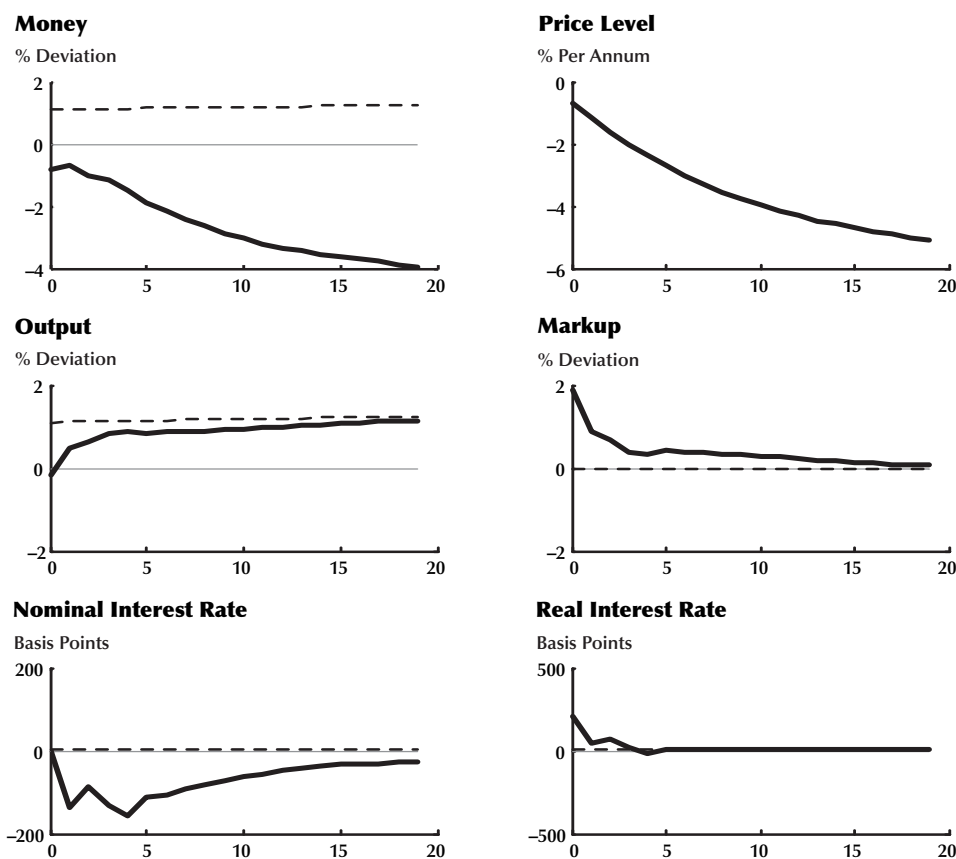 Money
% Deviation
2
0
–2
–4
0 5 10 15 20
Price Level
% Per Annum
0
–2
–4
–6
0 5 10 15 20
Output
% Deviation
2
0
–2
0 5 10 15 20
Markup
% Deviation
2
0
–2
0 5 10 15 20
Nominal Interest Rate
Basis Points
200
0
–200
0 5 10 15 20
Real Interest Rate
Basis Points
500
0
–500
0 5 10 15 20